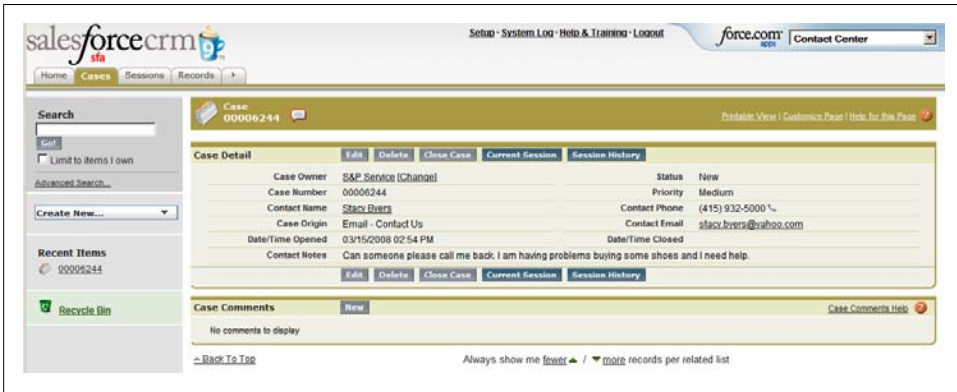 salesforcecrm
sfa
Setup · System Log · Help & Training · Logout
force.com
apps
Contact Center
Home
Cases
Sessions
Records
Search
Go!
Limit to items I own
Advanced Search...
Create New...
Recent Items
00006244
Recycle Bin
Case
00006244
Printable View | Customize Page | Help for this Page
Case Detail
Edit
Delete
Close Case
Current Session
Session History
Case Owner S&P Service [Change]
Status New
Case Number 00006244
Priority Medium
Contact Name Stacy Byers
Contact Phone (415) 932-5000
Case Origin Email - Contact Us
Contact Email stacy.byers@yahoo.com
Date/Time Opened 03/15/2008 02:54 PM
Date/Time Closed
Contact Notes Can someone please call me back. I am having problems buying some shoes and I need help.
Edit
Delete
Close Case
Current Session
Session History
Case Comments
New
Case Comments Help
No comments to display
Back To Top
Always show me fewer / more records per related list